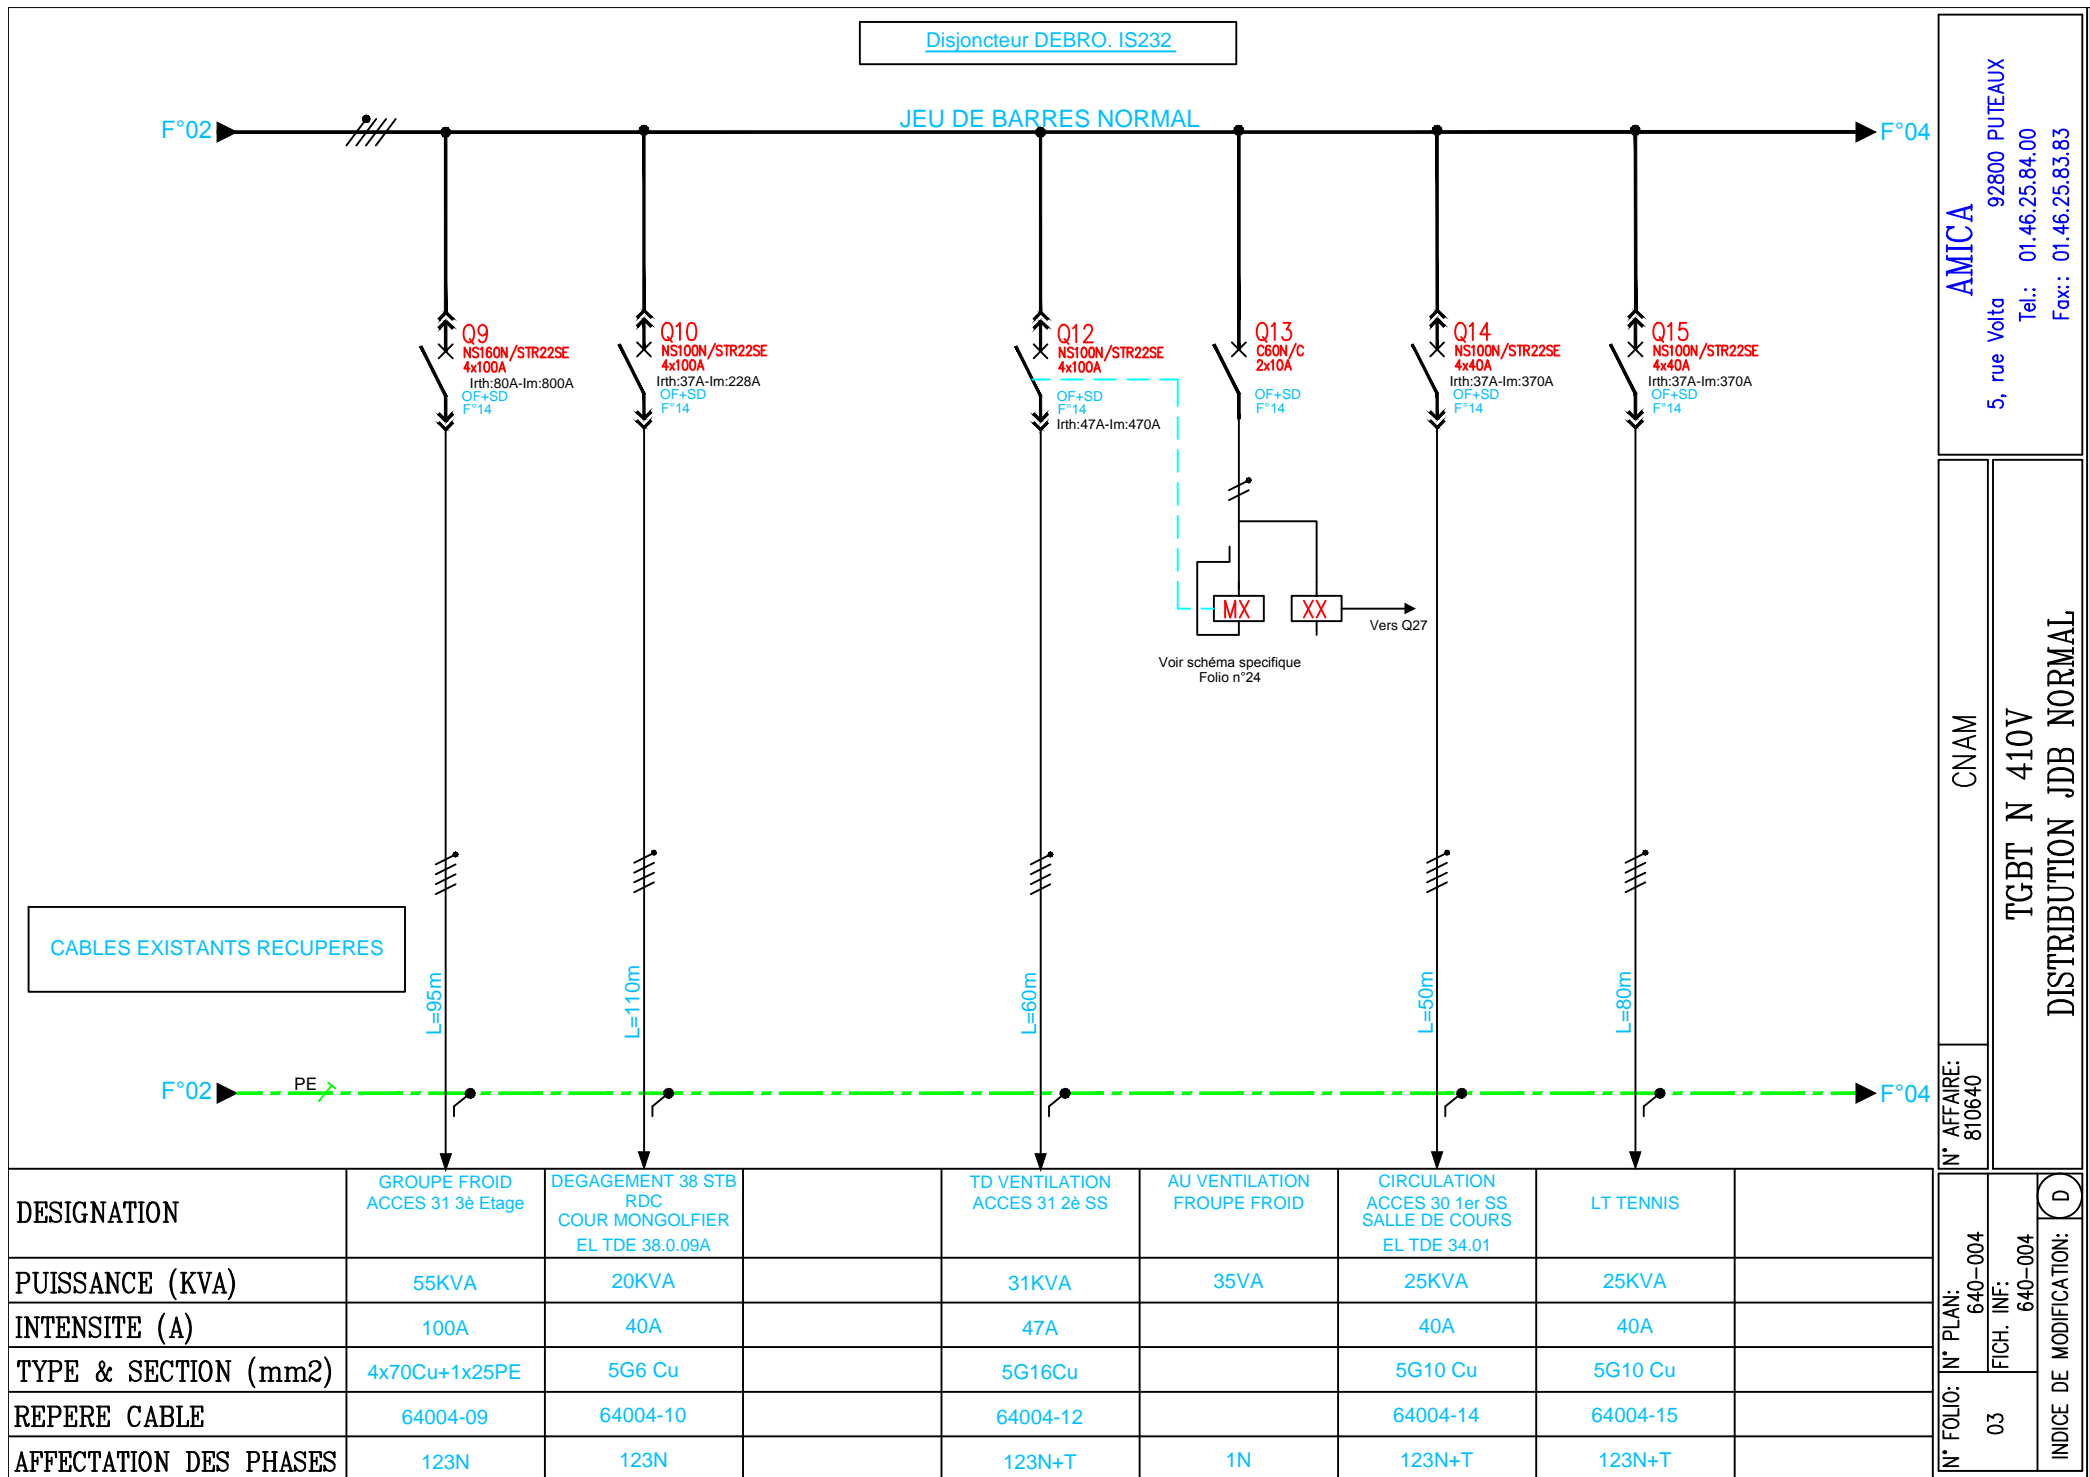 Disjoncteur DEBRO. IS232
JEU DE BARRES NORMAL
F°02
F°04
Q9
NS160N/STR22SE
4x100A
Irth:80A-Im:800A
OF+SD
F°14
Q10
NS100N/STR22SE
4x100A
Irth:37A-Im:228A
OF+SD
F°14
Q12
NS100N/STR22SE
4x100A
OF+SD
F°14
Irth:47A-Im:470A
Q13
C60N/C
2x10A
OF+SD
F°14
Q14
NS100N/STR22SE
4x40A
Irth:37A-Im:370A
OF+SD
F°14
Q15
NS100N/STR22SE
4x40A
Irth:37A-Im:370A
OF+SD
F°14
MX
XX
Vers Q27
Voir schéma specifique
Folio n°24
CABLES EXISTANTS RECUPERES
L=95m
L=110m
L=60m
L=50m
L=80m
F°02
PE
F°04
DESIGNATION
GROUPE FROID
ACCES 31 3è Etage
DEGAGEMENT 38 STB
RDC
COUR MONGOLFIER
EL TDE 38.0.09A
TD VENTILATION
ACCES 31 2è SS
AU VENTILATION
FROUPE FROID
CIRCULATION
ACCES 30 1er SS
SALLE DE COURS
EL TDE 34.01
LT TENNIS
PUISSANCE (KVA) 55KVA 20KVA 31KVA 35VA 25KVA 25KVA
INTENSITE (A) 100A 40A 47A 40A 40A
TYPE & SECTION (mm2) 4x70Cu+1x25PE 5G6 Cu 5G16Cu 5G10 Cu 5G10 Cu
REPERE CABLE 64004-09 64004-10 64004-12 64004-14 64004-15
AFFECTATION DES PHASES 123N 123N 123N+T 1N 123N+T 123N+T
AMICA
5, rue Volta 92800 PUTEAUX
Tel.: 01.46.25.84.00
Fax:: 01.46.25.83.83
CNAM
N° AFFAIRE:
810640
TGBT N 410V
DISTRIBUTION JDB NORMAL
N° PLAN:
640-004
FICH. INF:
640-004
INDICE DE MODIFICATION: D
N° FOLIO:
03